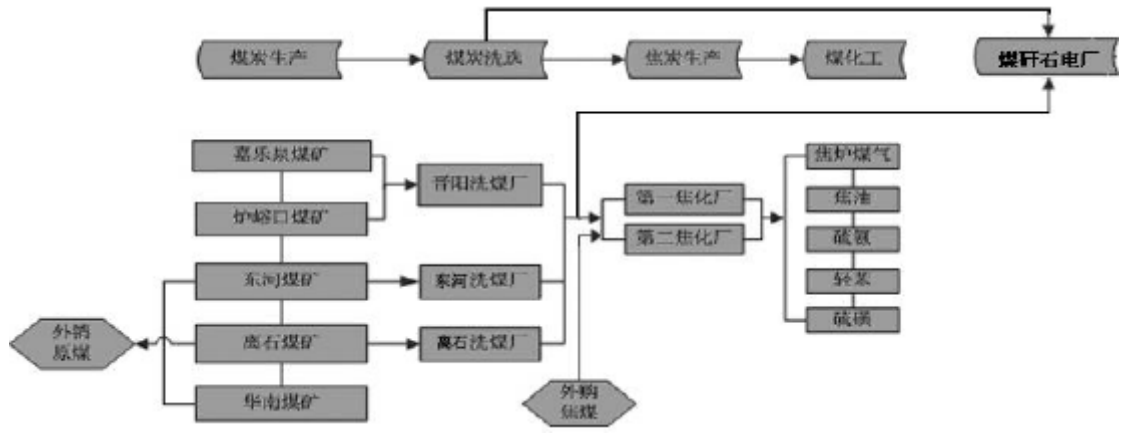 煤炭生产
煤炭洗选
焦炭生产
煤化工
煤矸石电厂
嘉乐泉煤矿
炉峪口煤矿
东河煤矿
离石煤矿
华南煤矿
外销
原煤
晋阳洗煤厂
东河洗煤厂
离石洗煤厂
外购
焦煤
第一焦化厂
第二焦化厂
焦炉煤气
焦油
硫氨
轻苯
硫磺